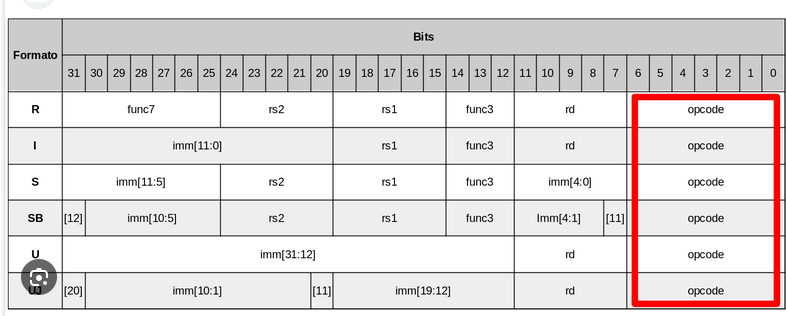 Formato Bits
31 30 29 28 27 26 25 24 23 22 21 20 19 18 17 16 15 14 13 12 11 10 9 8 7 6 5 4 3 2 1 0
R func7 rs2 rs1 func3 rd opcode
I imm[11:0] rs1 func3 rd opcode
S imm[11:5] rs2 rs1 func3 imm[4:0] opcode
SB [12] imm[10:5] rs2 rs1 func3 Imm[4:1] [11] opcode
U imm[31:12] rd opcode
UJ [20] imm[10:1] [11] imm[19:12] rd opcode